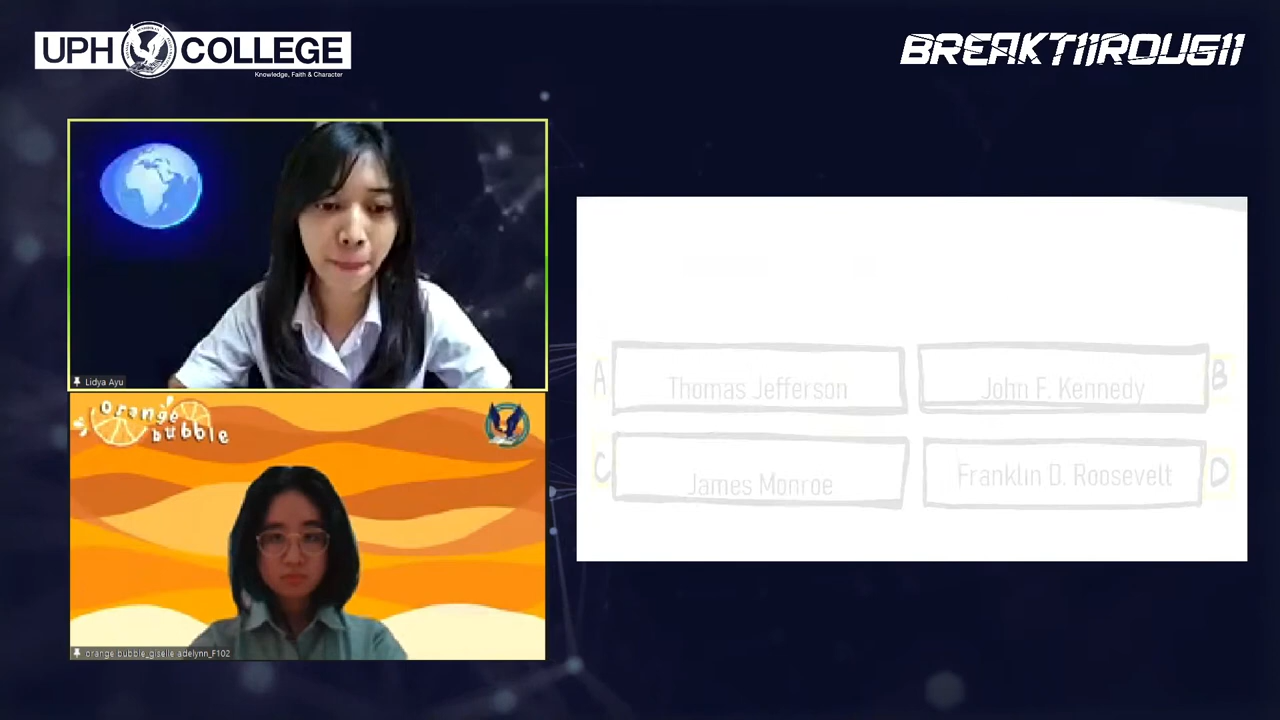 UPH COLLEGE
Knowledge, Faith & Character
BREAKT11ROUG11
Lidya Ayu
orange
bubble
orange bubble_giselle adelynn_F102
A Thomas Jefferson
John F. Kennedy B
C James Monroe
Franklin D. Roosevelt D